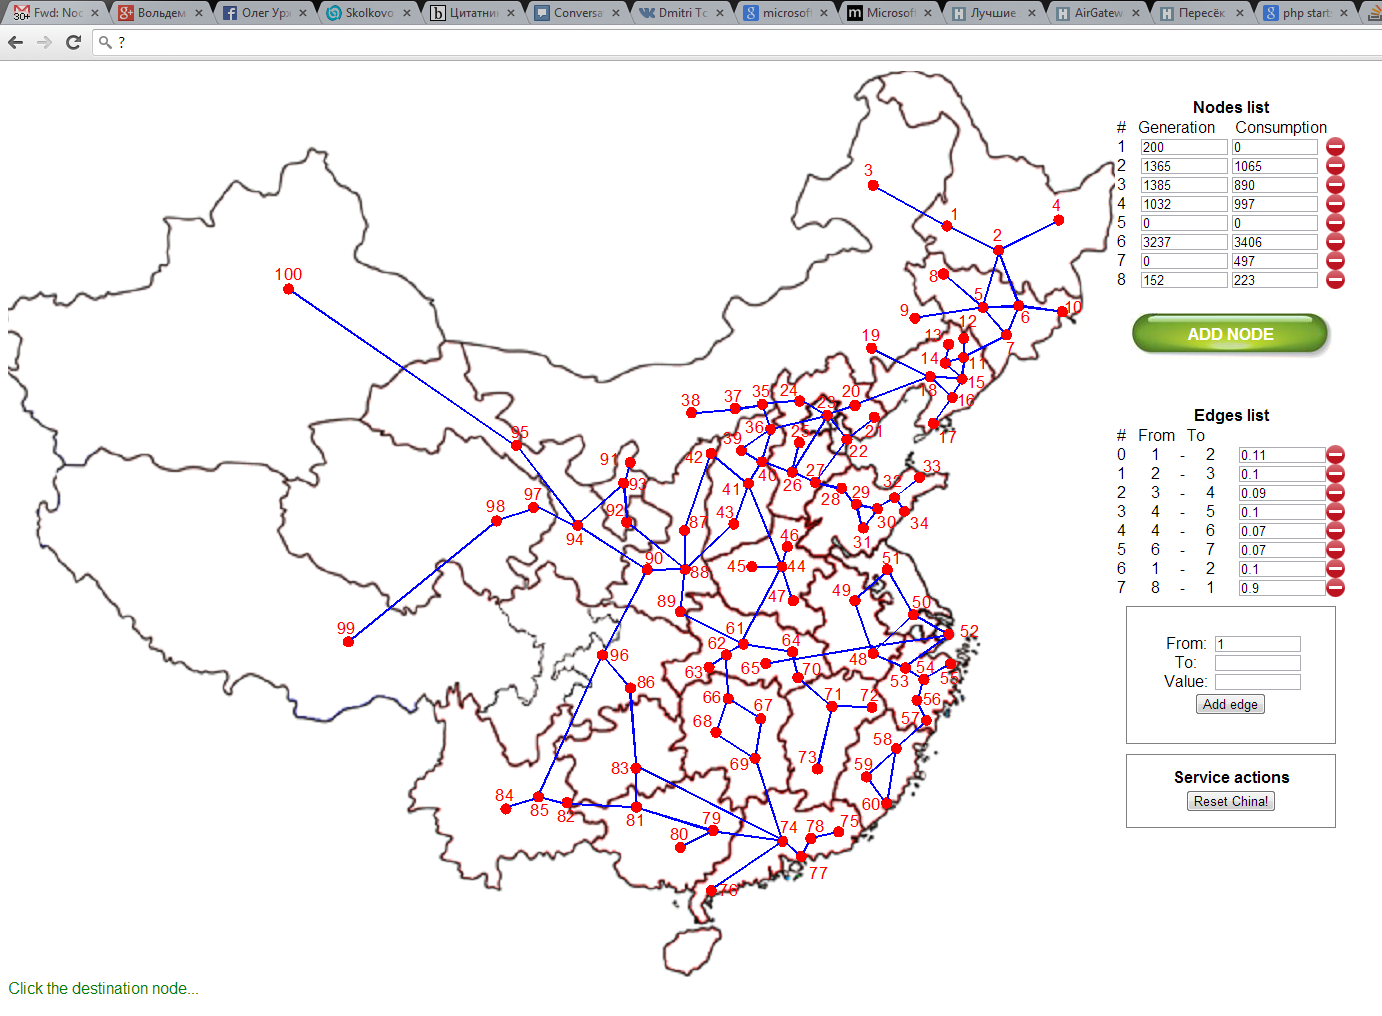 Fwd: Noc
30+
Вольдем
Олег Урж
Skolkovo
Цитатник
Conversa
Dmitri Tc
microsoft
Microsoft
Лучшие
AirGatew
Пересёк
php start
?
Nodes list
# Generation Consumption
1 200 0
2 1365 1065
3 1385 890
4 1032 997
5 0 0
6 3237 3406
7 0 497
8 152 223
ADD NODE
Edges list
# From To
0 1 - 2 0.11
1 2 - 3 0.1
2 3 - 4 0.09
3 4 - 5 0.1
4 4 - 6 0.07
5 6 - 7 0.07
6 1 - 2 0.1
7 8 - 1 0.9
From: 1
To:
Value:
Add edge
Service actions
Reset China!
3
4
1
2
100
8
5
9
6
10
12
13
19
7
14
11
18
15
16
38
37
35
24
20
23
21
17
36
39
25
22
95
42
40
26
27
91
93
41
28
32
33
98
97
92
29
30
34
43
31
94
87
46
90
88
45
44
51
89
47
49
50
99
61
64
52
96
62
65
48
54
55
63
70
53
86
66
67
71
72
56
68
57
58
83
69
73
59
84
85
82
81
79
80
74
78
75
60
77
76
Click the destination node...